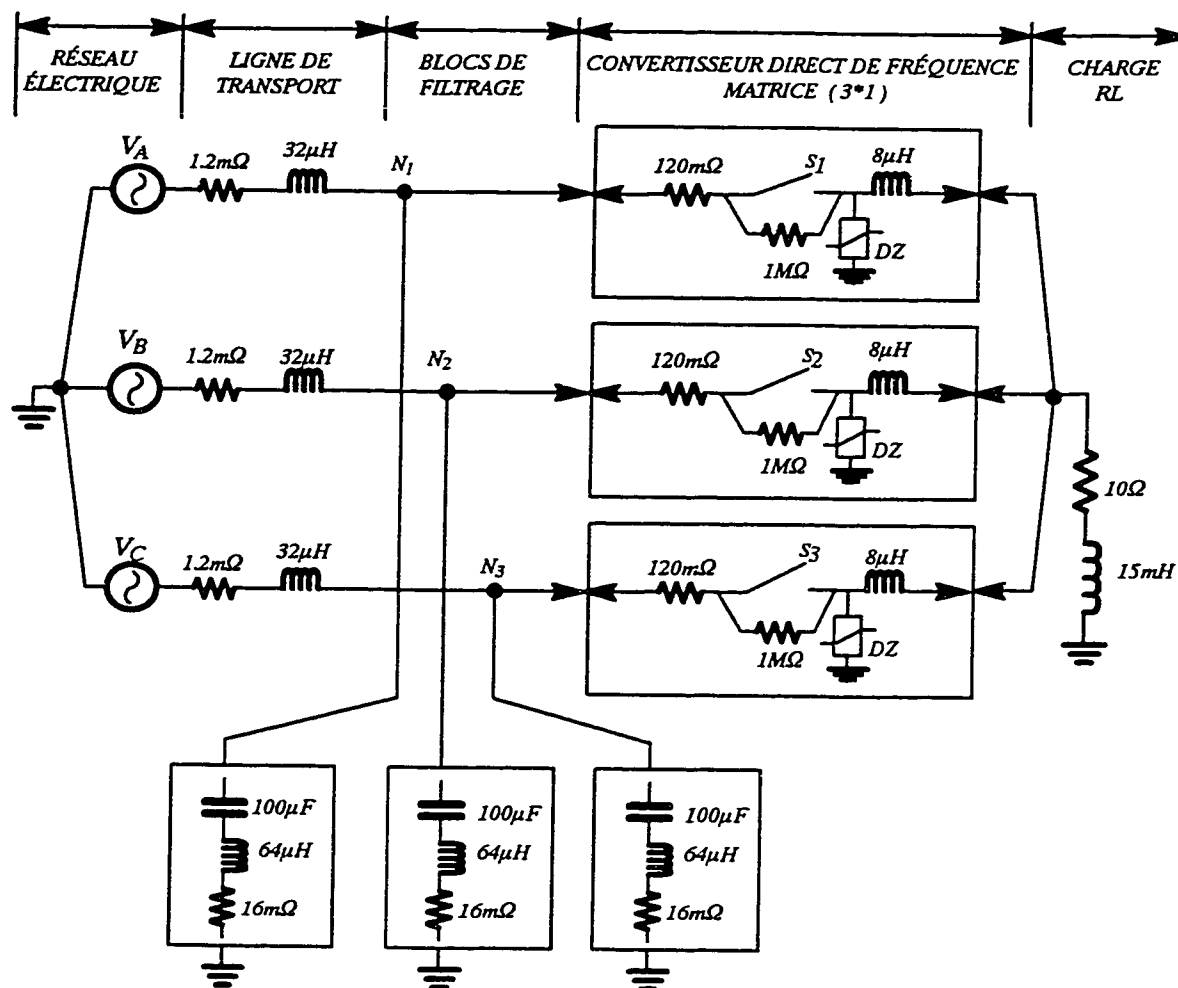 RÉSEAU
ÉLECTRIQUE
LIGNE DE
TRANSPORT
BLOCS DE
FILTRAGE
CONVERTISSEUR DIRECT DE FRÉQUENCE
MATRICE (3*1)
CHARGE
RL
VA
1.2mΩ
32μH
N1
120mΩ
S1
8μH
1MΩ
DZ
VB
1.2mΩ
32μH
N2
120mΩ
S2
8μH
1MΩ
DZ
10Ω
15mH
VC
1.2mΩ
32μH
N3
120mΩ
S3
8μH
1MΩ
DZ
100μF
64μH
16mΩ
100μF
64μH
16mΩ
100μF
64μH
16mΩ